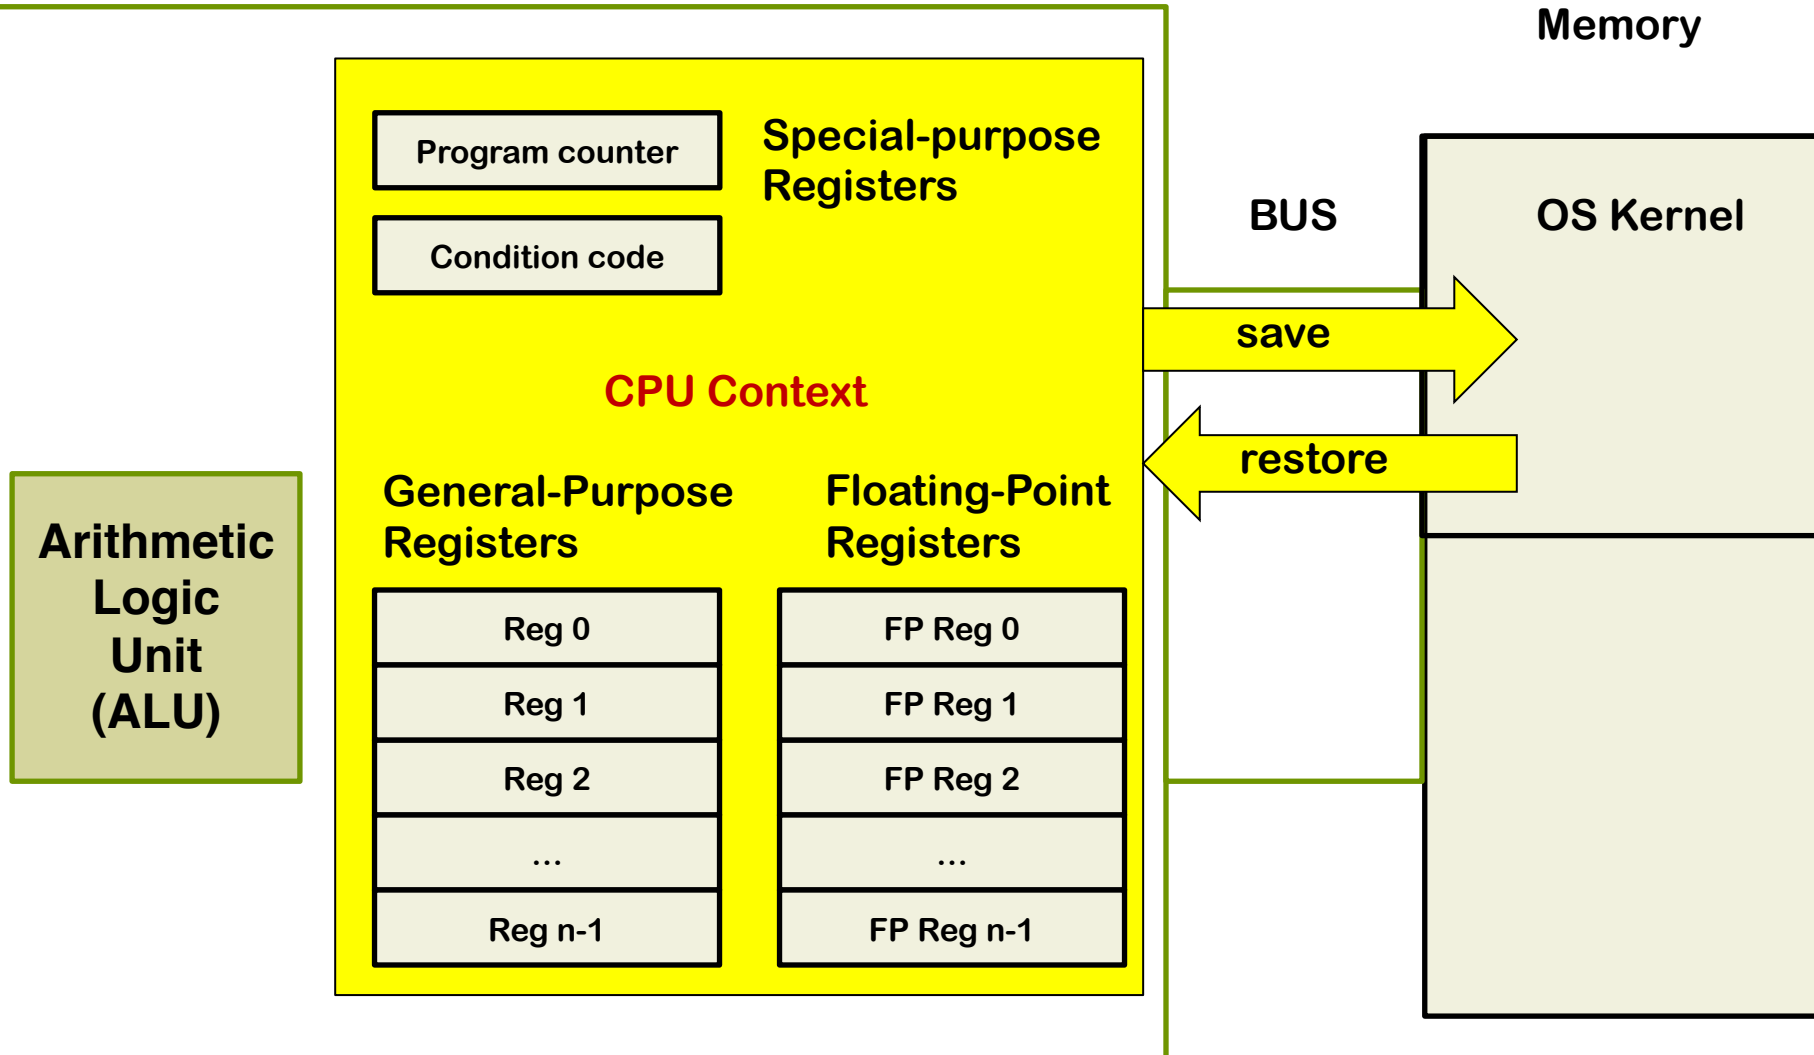 Memory
Program counter
Special-purpose
Registers
Condition code
BUS
OS Kernel
save
CPU Context
restore
Arithmetic
Logic
Unit
(ALU)
General-Purpose
Registers
Reg 0
Reg 1
Reg 2
...
Reg n-1
Floating-Point
Registers
FP Reg 0
FP Reg 1
FP Reg 2
...
FP Reg n-1